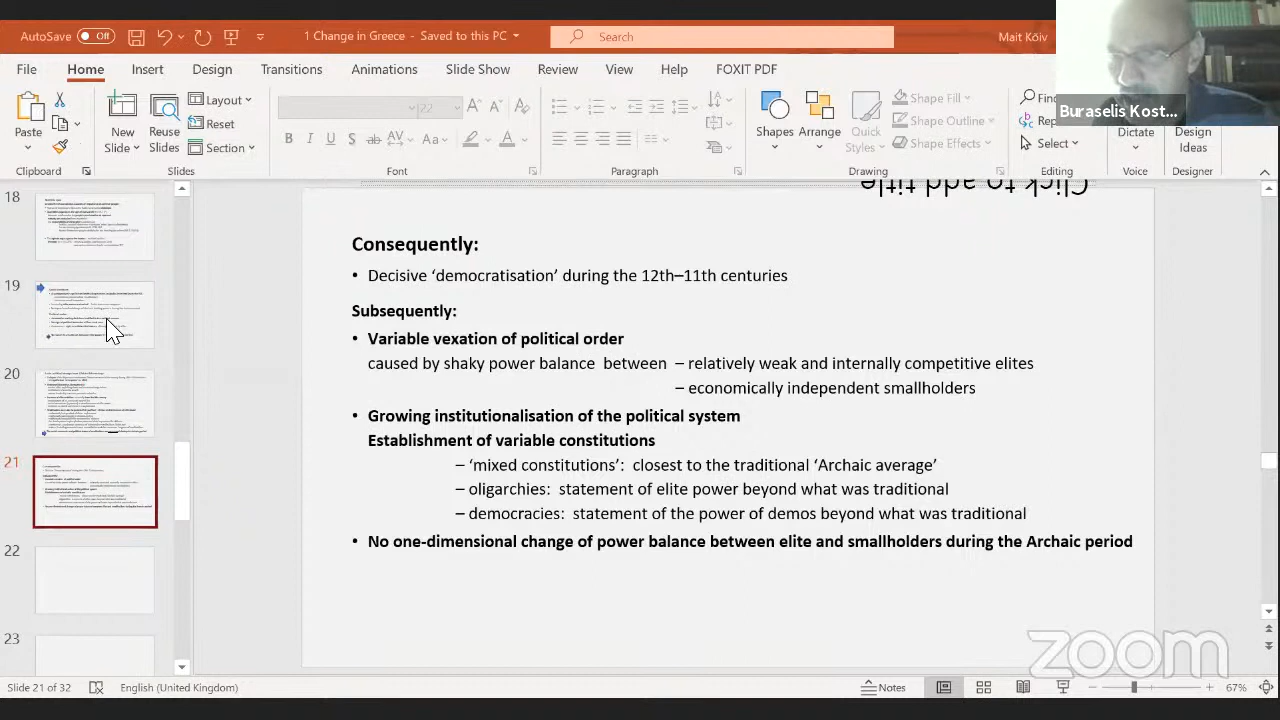 AutoSave Off 1 Change in Greece - Saved to this PC Search Mait Kõiv
File Home Insert Design Transitions Animations Slide Show Review View Help FOXIT PDF
Buraselis Kost...
Paste
Clipboard
New Slide
Reuse Slides
Layout
Reset
Section
Slides
22
B I U S ab AV Aa A
Font
Paragraph
Shapes Arrange Quick Styles
Shape Fill
Shape Outline
Shape Effects
Drawing
Select
Dictate
Voice
Design Ideas
Designer
18
19
20
21
22
23
Click to add title
Consequently:
• Decisive ‘democratisation’ during the 12th–11th centuries
Subsequently:
• Variable vexation of political order
caused by shaky power balance between – relatively weak and internally competitive elites
– economically independent smallholders
• Growing institutionalisation of the political system
Establishment of variable constitutions
– ‘mixed constitutions’: closest to the traditional ‘Archaic average’
– oligarchies: statement of elite power beyond what was traditional
– democracies: statement of the power of demos beyond what was traditional
• No one-dimensional change of power balance between elite and smallholders during the Archaic period
zoom
Slide 21 of 32 English (United Kingdom) Notes 67%